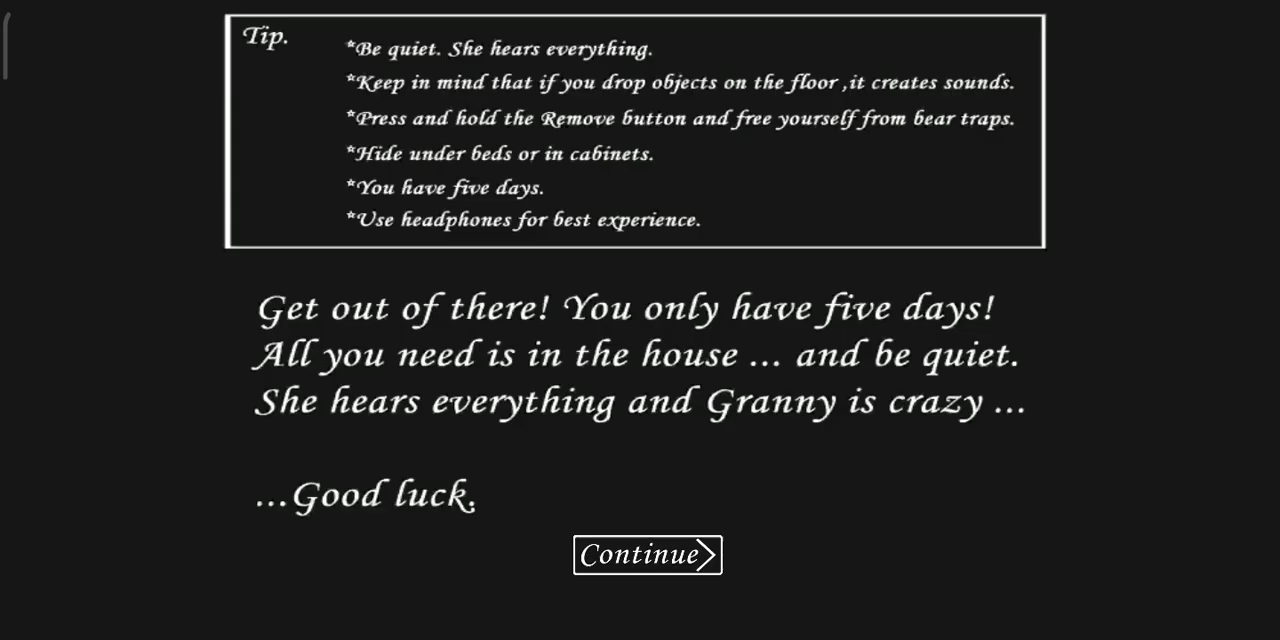 Tip.
*Be quiet. She hears everything.
*Keep in mind that if you drop objects on the floor ,it creates sounds.
*Press and hold the Remove button and free yourself from bear traps.
*Hide under beds or in cabinets.
*You have five days.
*Use headphones for best experience.
Get out of there! You only have five days!
All you need is in the house ... and be quiet.
She hears everything and Granny is crazy ...
...Good luck.
Continue